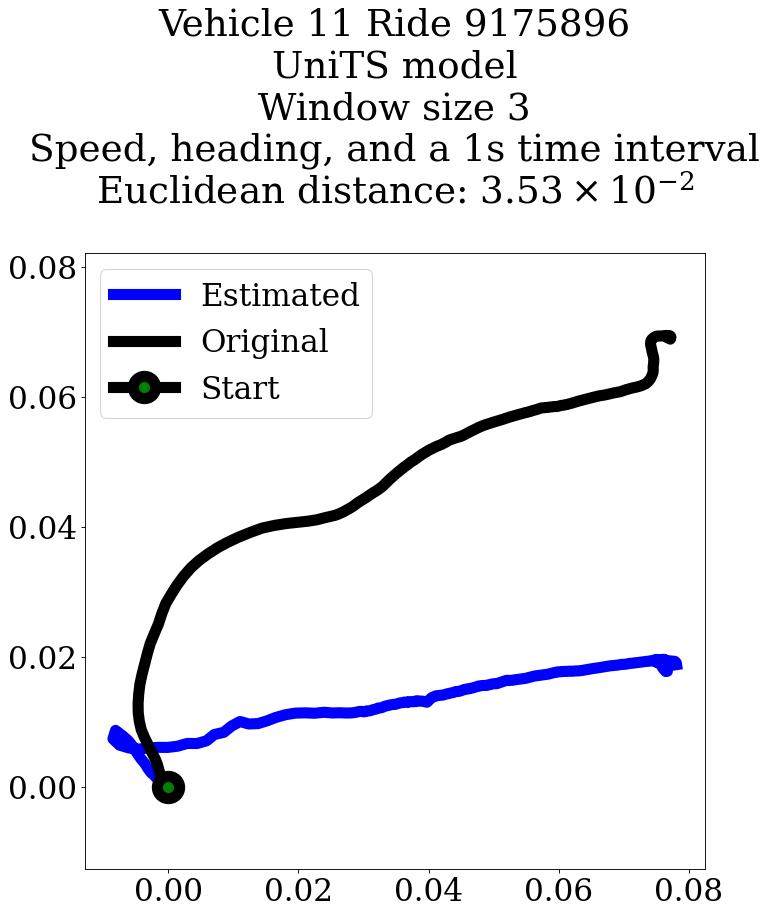 Vehicle 11 Ride 9175896
UniTS model
Window size 3
Speed, heading, and a 1s time interval
Euclidean distance: 3.53 × 10⁻²
0.08
0.06
0.04
0.02
0.00
Estimated
Original
Start
0.00 0.02 0.04 0.06 0.08